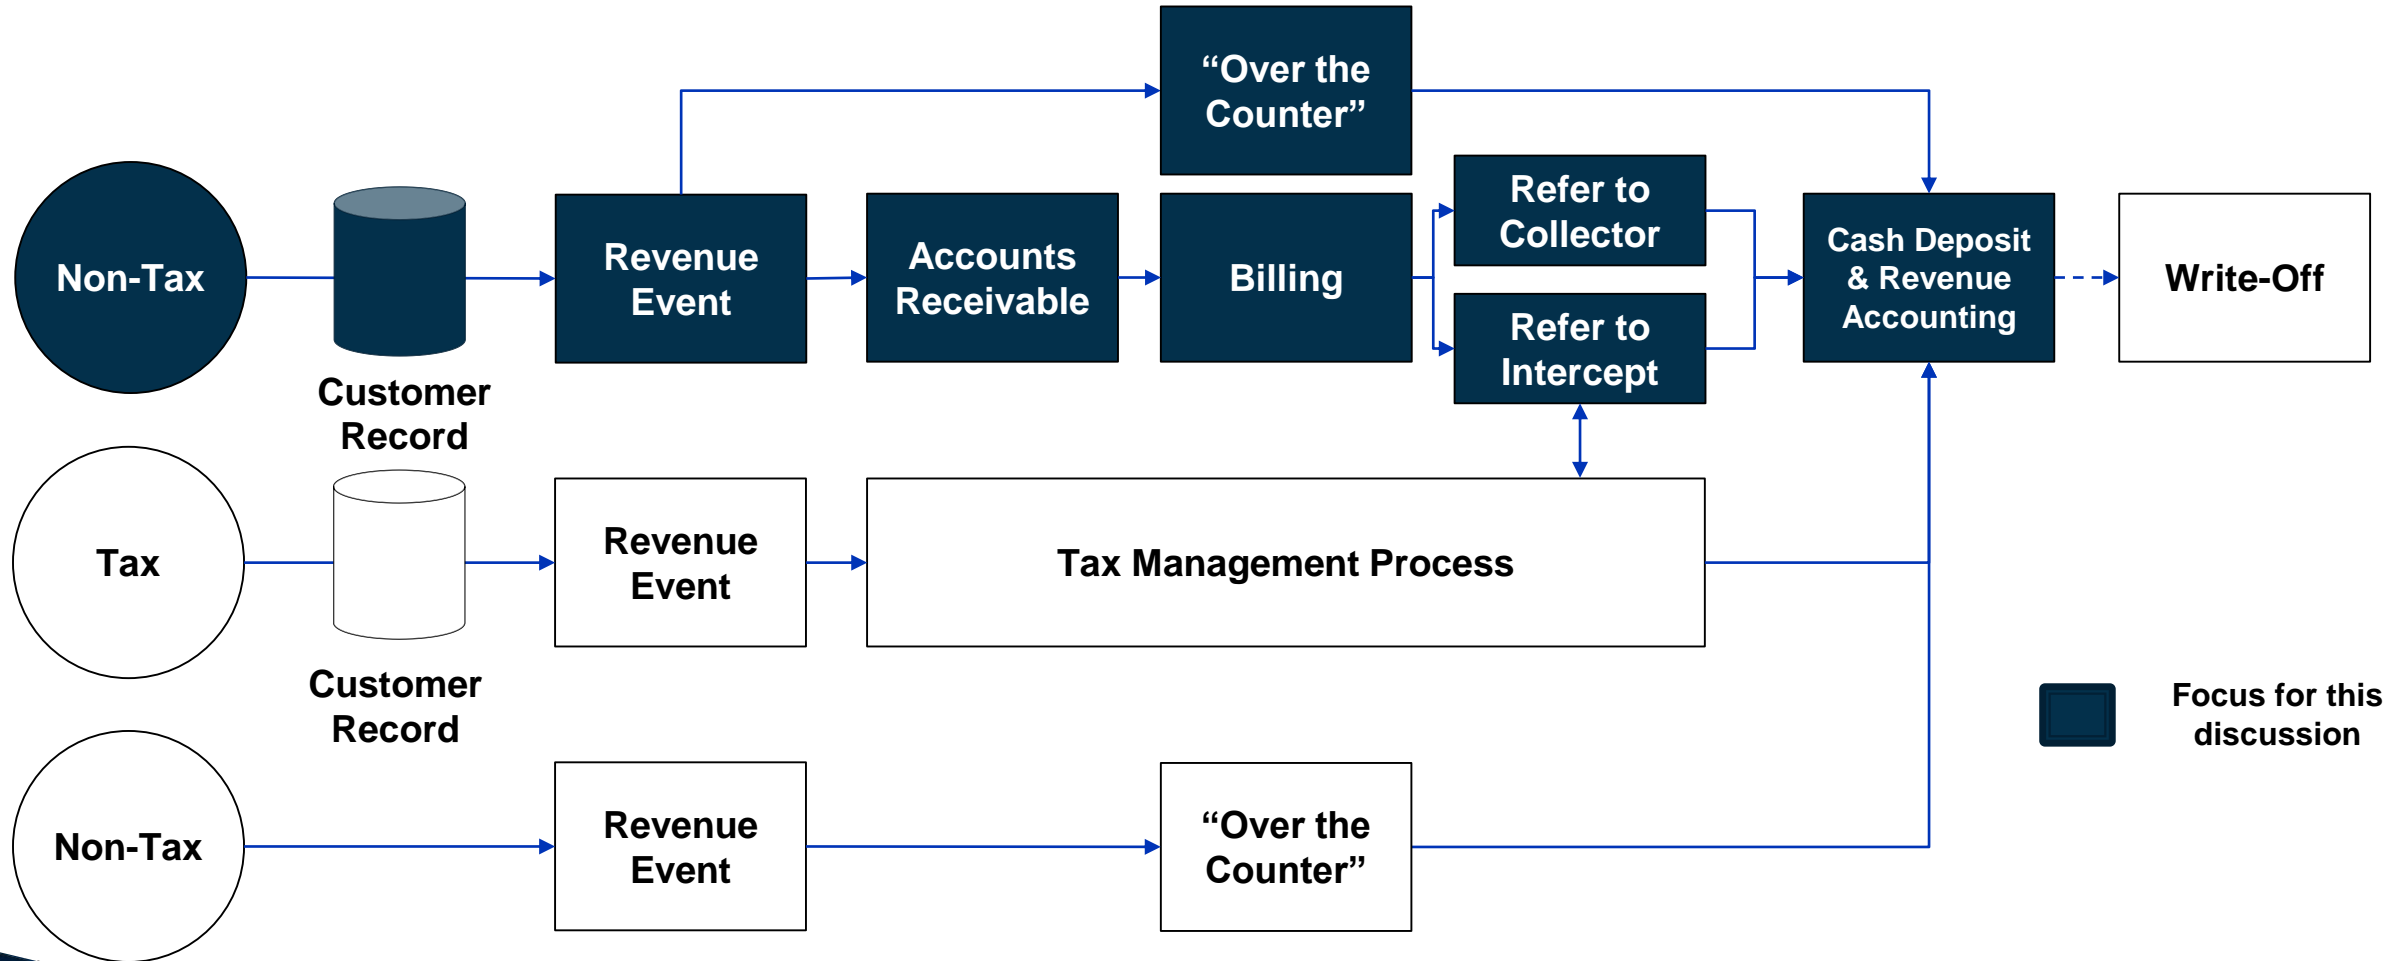 “Over the
Counter”
Non-Tax
Customer
Record
Revenue
Event
Accounts
Receivable
Billing
Refer to
Collector
Refer to
Intercept
Cash Deposit
& Revenue
Accounting
Write-Off
Tax
Customer
Record
Revenue
Event
Tax Management Process
Non-Tax
Revenue
Event
“Over the
Counter”
Focus for this
discussion